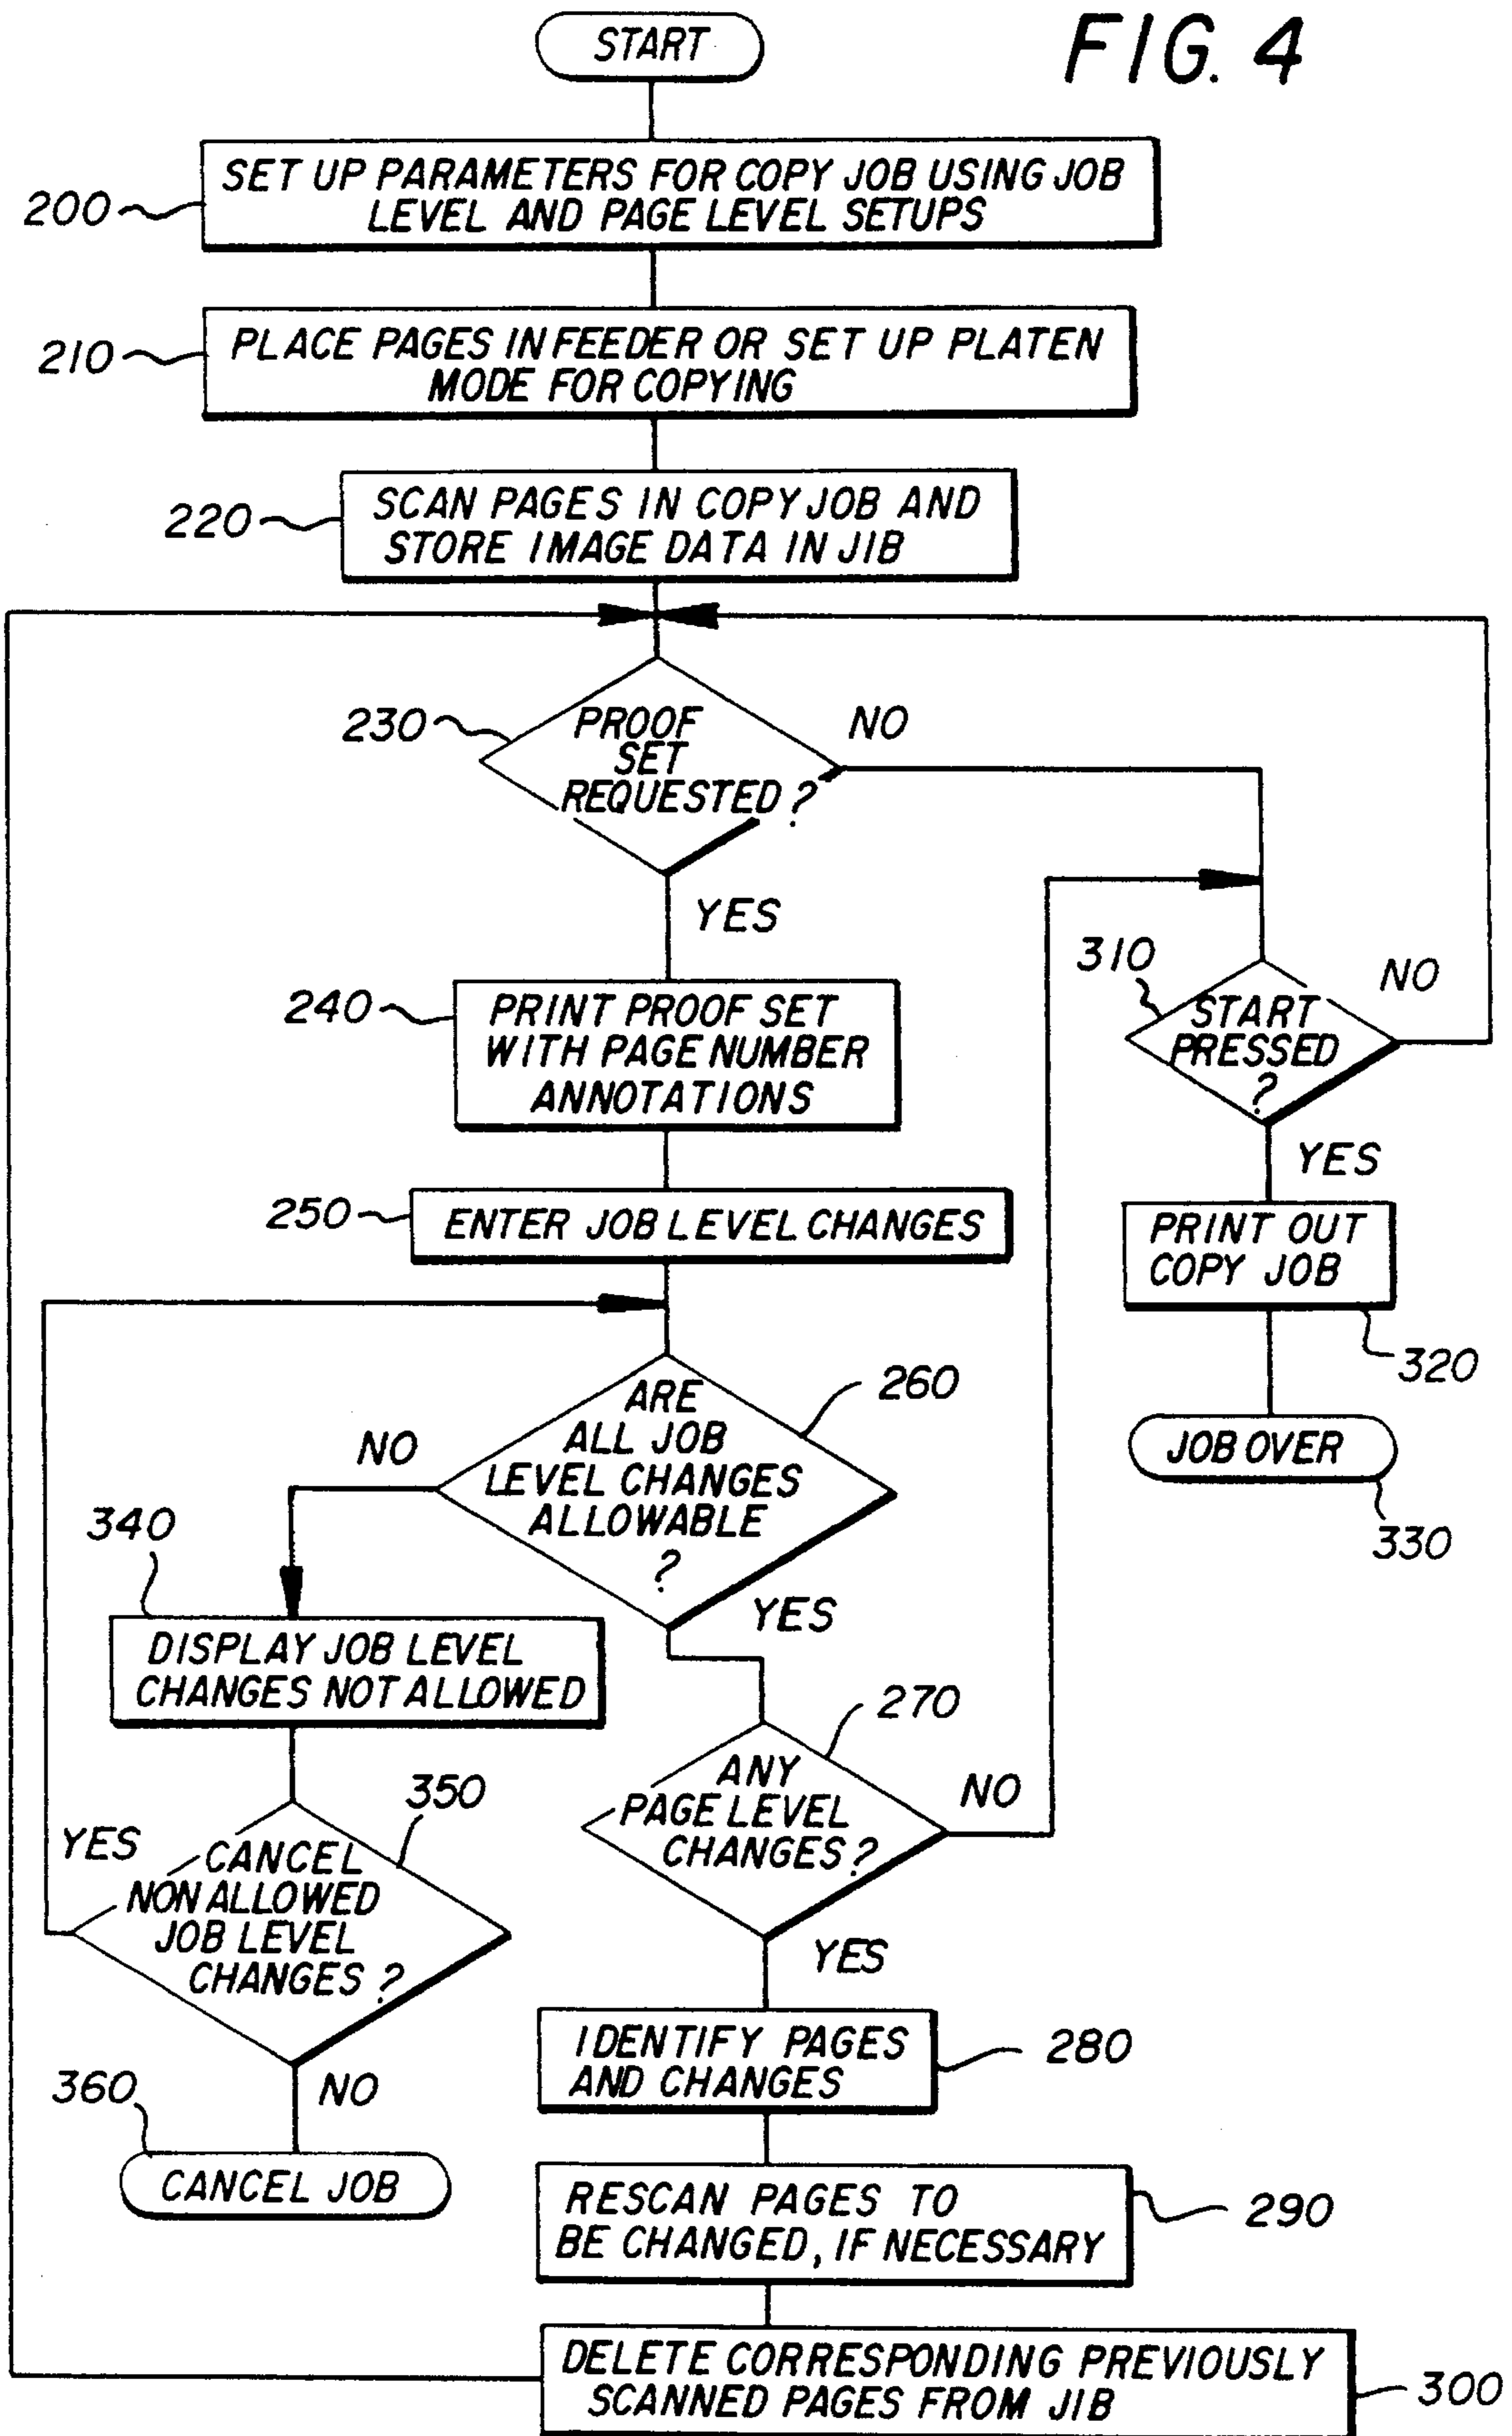 START
FIG. 4
200
SET UP PARAMETERS FOR COPY JOB USING JOB
LEVEL AND PAGE LEVEL SETUPS
210
PLACE PAGES IN FEEDER OR SET UP PLATEN
MODE FOR COPYING
220
SCAN PAGES IN COPY JOB AND
STORE IMAGE DATA IN JIB
230
PROOF
SET
REQUESTED?
NO
YES
240
PRINT PROOF SET
WITH PAGE NUMBER
ANNOTATIONS
310
START
PRESSED
?
NO
YES
250
ENTER JOB LEVEL CHANGES
PRINT OUT
COPY JOB
320
JOB OVER
330
260
ARE
ALL JOB
LEVEL CHANGES
ALLOWABLE
?
NO
YES
340
DISPLAY JOB LEVEL
CHANGES NOT ALLOWED
270
ANY
PAGE LEVEL
CHANGES?
NO
YES
350
YES
CANCEL
NON ALLOWED
JOB LEVEL
CHANGES?
NO
360
CANCEL JOB
IDENTIFY PAGES
AND CHANGES
280
RESCAN PAGES TO
BE CHANGED, IF NECESSARY
290
DELETE CORRESPONDING PREVIOUSLY
SCANNED PAGES FROM JIB
300